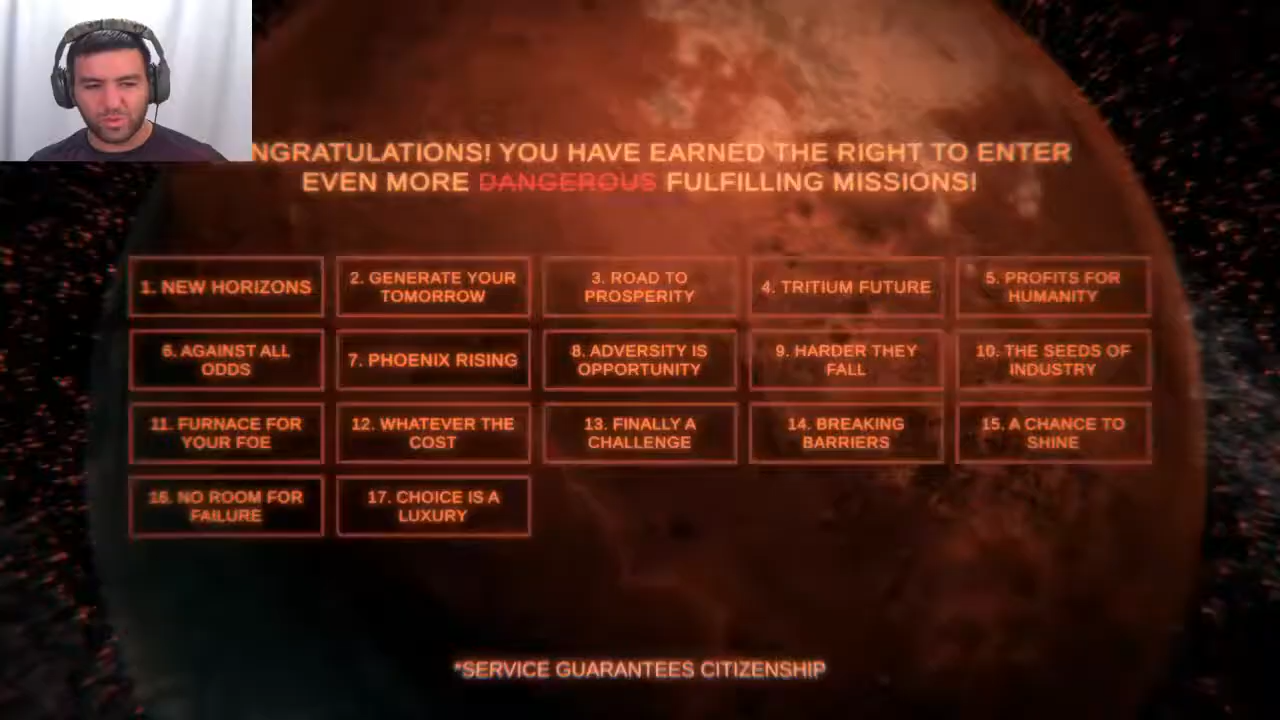 NGRATULATIONS! YOU HAVE EARNED THE RIGHT TO ENTER
EVEN MORE DANGEROUS FULFILLING MISSIONS!
1. NEW HORIZONS
2. GENERATE YOUR
TOMORROW
3. ROAD TO
PROSPERITY
4. TRITIUM FUTURE
5. PROFITS FOR
HUMANITY
6. AGAINST ALL
ODDS
7. PHOENIX RISING
8. ADVERSITY IS
OPPORTUNITY
9. HARDER THEY
FALL
10. THE SEEDS OF
INDUSTRY
11. FURNACE FOR
YOUR FOE
12. WHATEVER THE
COST
13. FINALLY A
CHALLENGE
14. BREAKING
BARRIERS
15. A CHANCE TO
SHINE
16. NO ROOM FOR
FAILURE
17. CHOICE IS A
LUXURY
*SERVICE GUARANTEES CITIZENSHIP